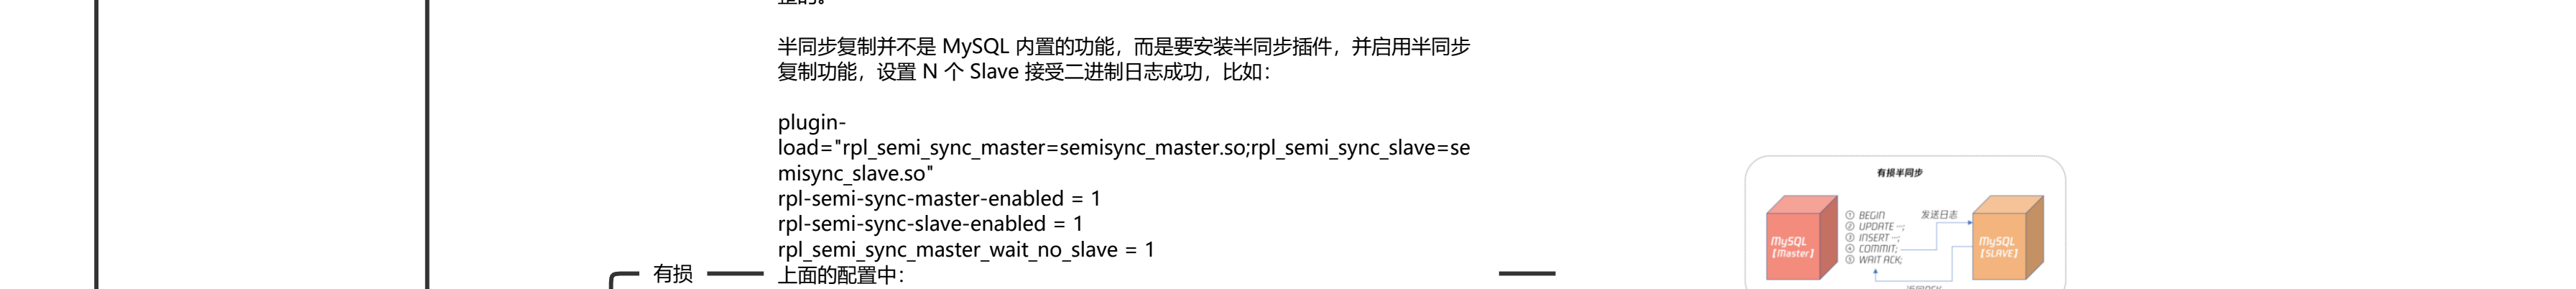 整的。
半同步复制并不是 MySQL 内置的功能，而是要安装半同步插件，并启用半同步
复制功能，设置 N 个 Slave 接受二进制日志成功，比如：
plugin-
load="rpl_semi_sync_master=semisync_master.so;rpl_semi_sync_slave=se
misync_slave.so"
rpl-semi-sync-master-enabled = 1
rpl-semi-sync-slave-enabled = 1
rpl_semi_sync_master_wait_no_slave = 1
有损
上面的配置中：
有损半同步
MySQL
【Master】
① BEGIN
② UPDATE …;
③ INSERT …;
④ COMMIT;
⑤ WAIT ACK;
发送日志
MySQL
【SLAVE】